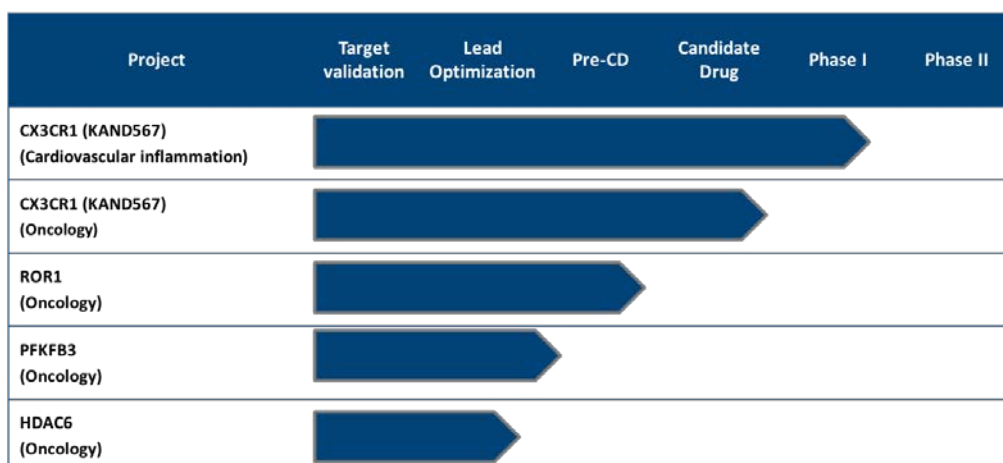 Project
Target
validation
Lead
Optimization
Pre-CD
Candidate
Drug
Phase I
Phase II
CX3CR1 (KAND567)
(Cardiovascular inflammation)
CX3CR1 (KAND567)
(Oncology)
ROR1
(Oncology)
PFKFB3
(Oncology)
HDAC6
(Oncology)